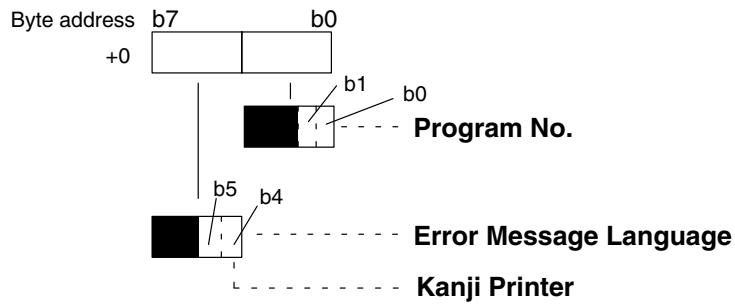 Byte address b7 b0
+0
b1
b0
Program No.
b5
b4
Error Message Language
Kanji Printer